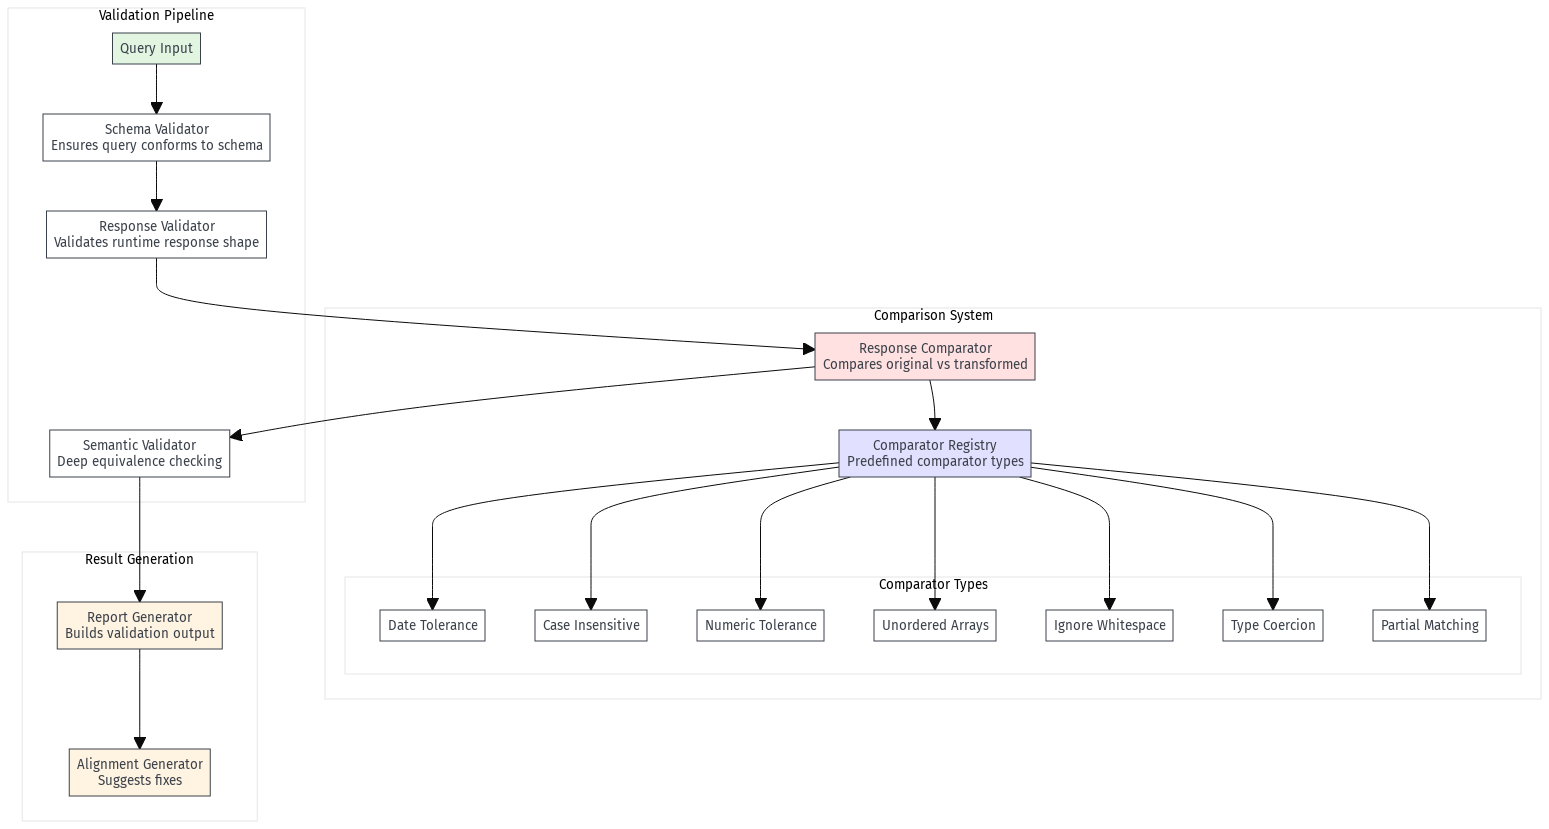 Validation Pipeline
Query Input
Schema Validator
Ensures query conforms to schema
Response Validator
Validates runtime response shape
Comparison System
Response Comparator
Compares original vs transformed
Semantic Validator
Deep equivalence checking
Comparator Registry
Predefined comparator types
Result Generation
Report Generator
Builds validation output
Alignment Generator
Suggests fixes
Comparator Types
Date Tolerance
Case Insensitive
Numeric Tolerance
Unordered Arrays
Ignore Whitespace
Type Coercion
Partial Matching